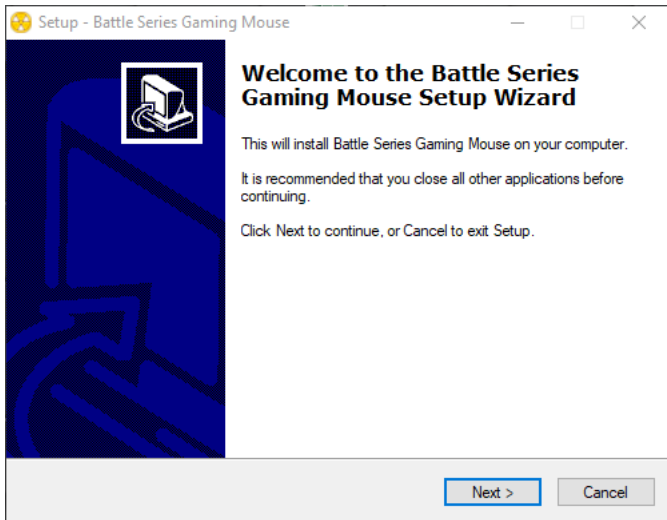 Setup - Battle Series Gaming Mouse
Welcome to the Battle Series
Gaming Mouse Setup Wizard
This will install Battle Series Gaming Mouse on your computer.
It is recommended that you close all other applications before
continuing.
Click Next to continue, or Cancel to exit Setup.
Next >
Cancel